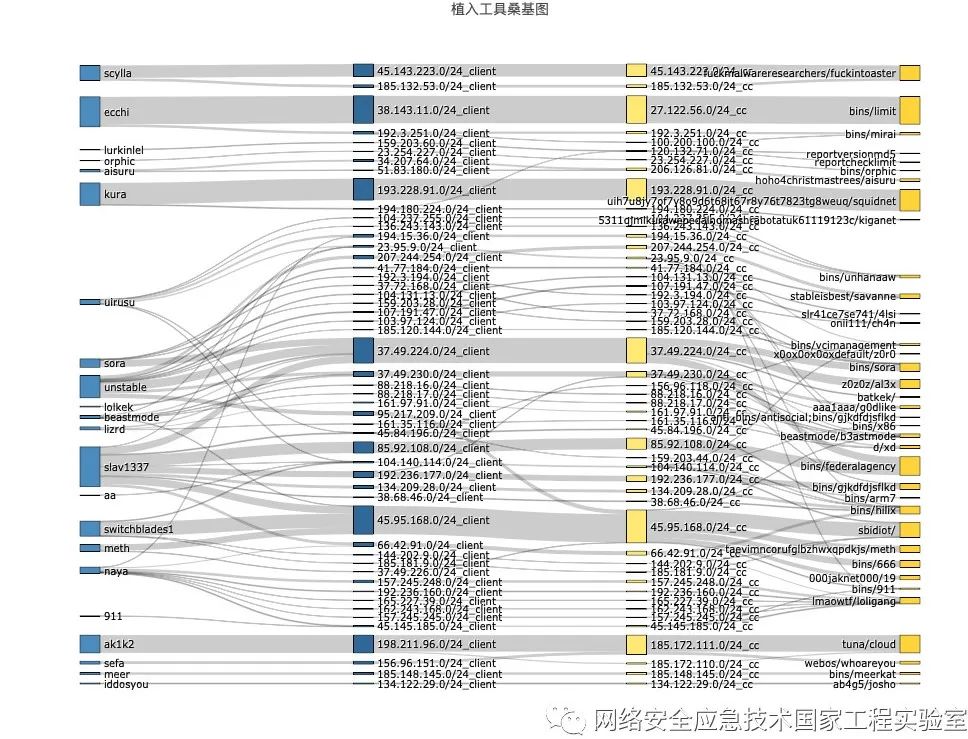 植入工具桑基图
scylla
ecchi
lurkinlel
orphic
aisuru
kura
uirusu
sora
unstable
lolkek
beastmode
lizrd
slav1337
aa
switchblades1
meth
naya
911
ak1k2
sefa
meer
iddosyou
45.143.223.0/24_client
185.132.53.0/24_client
38.143.11.0/24_client
192.3.251.0/24_client
159.203.60.0/24_client
23.254.227.0/24_client
34.207.64.0/24_client
51.83.180.0/24_client
193.228.91.0/24_client
194.180.224.0/24_client
104.237.255.0/24_client
136.243.143.0/24_client
194.15.36.0/24_client
23.95.9.0/24_client
207.244.254.0/24_client
41.77.184.0/24_client
192.3.194.0/24_client
37.72.168.0/24_client
104.131.13.0/24_client
159.203.28.0/24_client
107.191.47.0/24_client
103.97.124.0/24_client
185.120.144.0/24_client
37.49.224.0/24_client
37.49.230.0/24_client
88.218.16.0/24_client
88.218.17.0/24_client
161.97.91.0/24_client
95.217.209.0/24_client
161.35.116.0/24_client
45.84.196.0/24_client
85.92.108.0/24_client
104.140.114.0/24_client
192.236.177.0/24_client
134.209.28.0/24_client
38.68.46.0/24_client
45.95.168.0/24_client
66.42.91.0/24_client
144.202.9.0/24_client
185.181.9.0/24_client
37.49.226.0/24_client
157.245.248.0/24_client
192.236.160.0/24_client
165.227.39.0/24_client
162.243.168.0/24_client
157.245.245.0/24_client
45.145.185.0/24_client
198.211.96.0/24_client
156.96.151.0/24_client
185.148.145.0/24_client
134.122.29.0/24_client
45.143.223.0/24_cc
185.132.53.0/24_cc
27.122.56.0/24_cc
192.3.251.0/24_cc
100.200.100.0/24_cc
120.132.71.0/24_cc
23.254.227.0/24_cc
206.126.81.0/24_cc
193.228.91.0/24_cc
194.180.224.0/24_cc
136.243.143.0/24_cc
194.15.36.0/24_cc
207.244.254.0/24_cc
23.95.9.0/24_cc
41.77.184.0/24_cc
104.131.13.0/24_cc
107.191.47.0/24_cc
192.3.194.0/24_cc
103.97.124.0/24_cc
37.72.168.0/24_cc
159.203.28.0/24_cc
185.120.144.0/24_cc
37.49.224.0/24_cc
37.49.230.0/24_cc
156.96.118.0/24_cc
88.218.16.0/24_cc
88.218.17.0/24_cc
161.97.91.0/24_cc
161.35.116.0/24_cc
45.84.196.0/24_cc
85.92.108.0/24_cc
159.203.44.0/24_cc
104.140.114.0/24_cc
192.236.177.0/24_cc
134.209.28.0/24_cc
38.68.46.0/24_cc
45.95.168.0/24_cc
66.42.91.0/24_cc
144.202.9.0/24_cc
185.181.9.0/24_cc
157.245.248.0/24_cc
192.236.160.0/24_cc
165.227.39.0/24_cc
162.243.168.0/24_cc
157.245.245.0/24_cc
45.145.185.0/24_cc
185.172.111.0/24_cc
185.172.110.0/24_cc
185.148.145.0/24_cc
134.122.29.0/24_cc
fuckmalwareresearchers/fuckintoaster
bins/limit
bins/mirai
reportversionmd5
reportchecklimit
bins/orphic
hoho4christmastrees/aisuru
bins/unhanaaw
stableisbest/savanne
slr41ce7se741/4lsi
onii111/ch4n
bins/vcimanagement
x0ox0ox0oxdefault/z0r0
bins/sora
z0z0z/al3x
batkek/
aaa1aaa/g0dlike
bins/x86
beastmode/b3astmode
d/xd
bins/federalagency
bins/gjkdfdjsflkd
bins/arm7
bins/hilix
sbidiot/
bins/666
000jaknet000/19
bins/911
lmaowtf/loligang
tuna/cloud
webos/whoareyou
bins/meerkat
ab4g5/josho
网络安全应急技术国家工程实验室